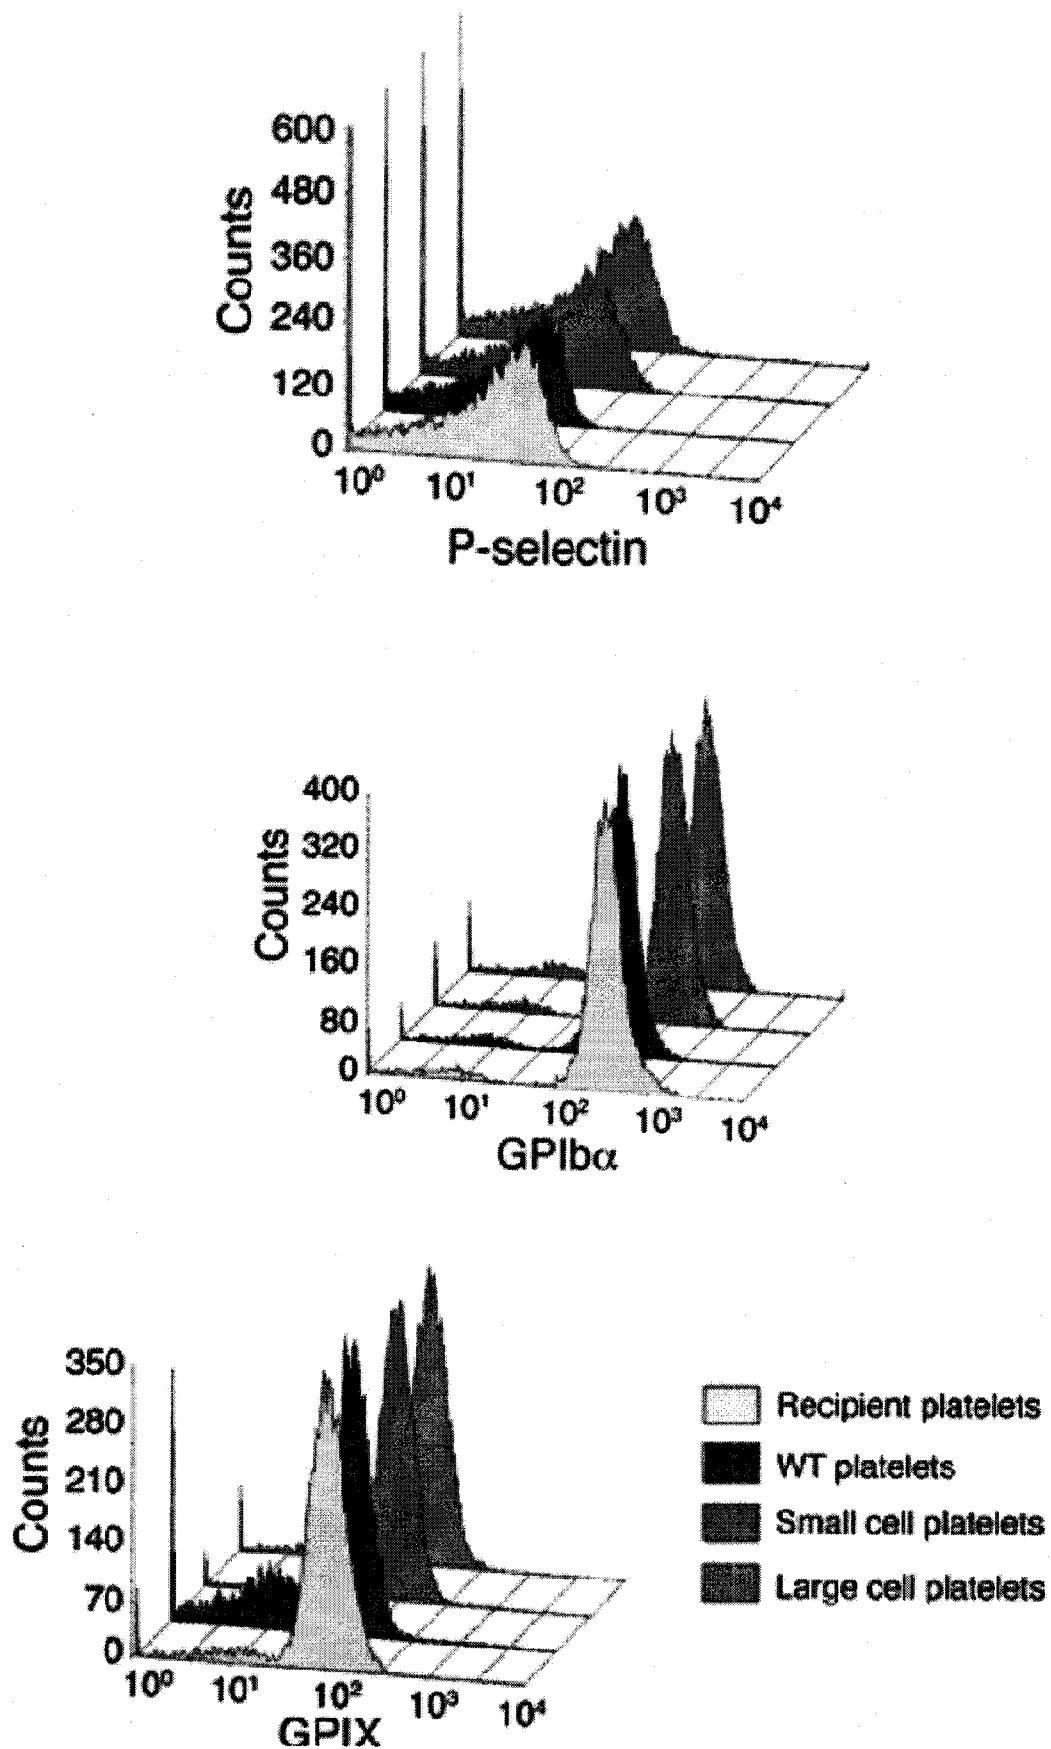 600
480
360
240
120
0
Counts
10⁰ 10¹ 10² 10³ 10⁴
P-selectin
400
320
240
160
80
0
Counts
10⁰ 10¹ 10² 10³ 10⁴
GPIbα
350
280
210
140
70
0
Counts
10⁰ 10¹ 10² 10³ 10⁴
GPIX
Recipient platelets
WT platelets
Small cell platelets
Large cell platelets